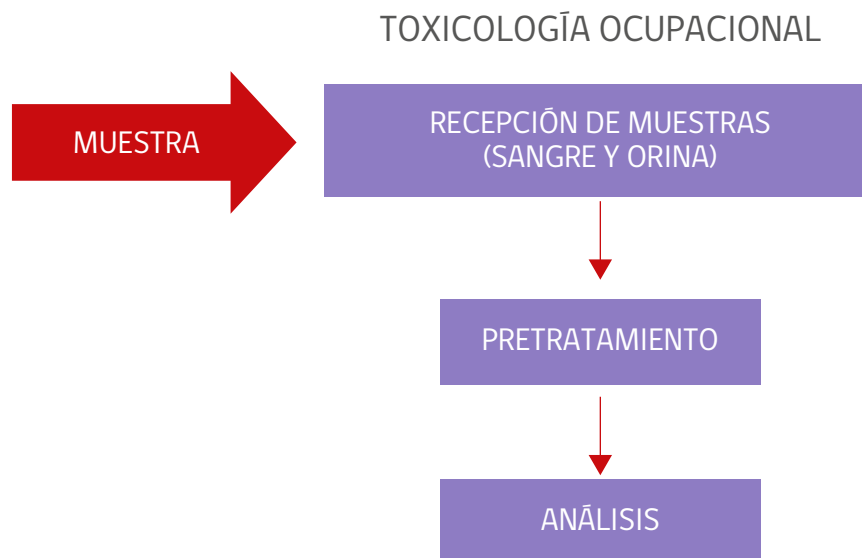 TOXICOLOGÍA OCUPACIONAL
MUESTRA
RECEPCIÓN DE MUESTRAS
(SANGRE Y ORINA)
PRETRATAMIENTO
ANÁLISIS